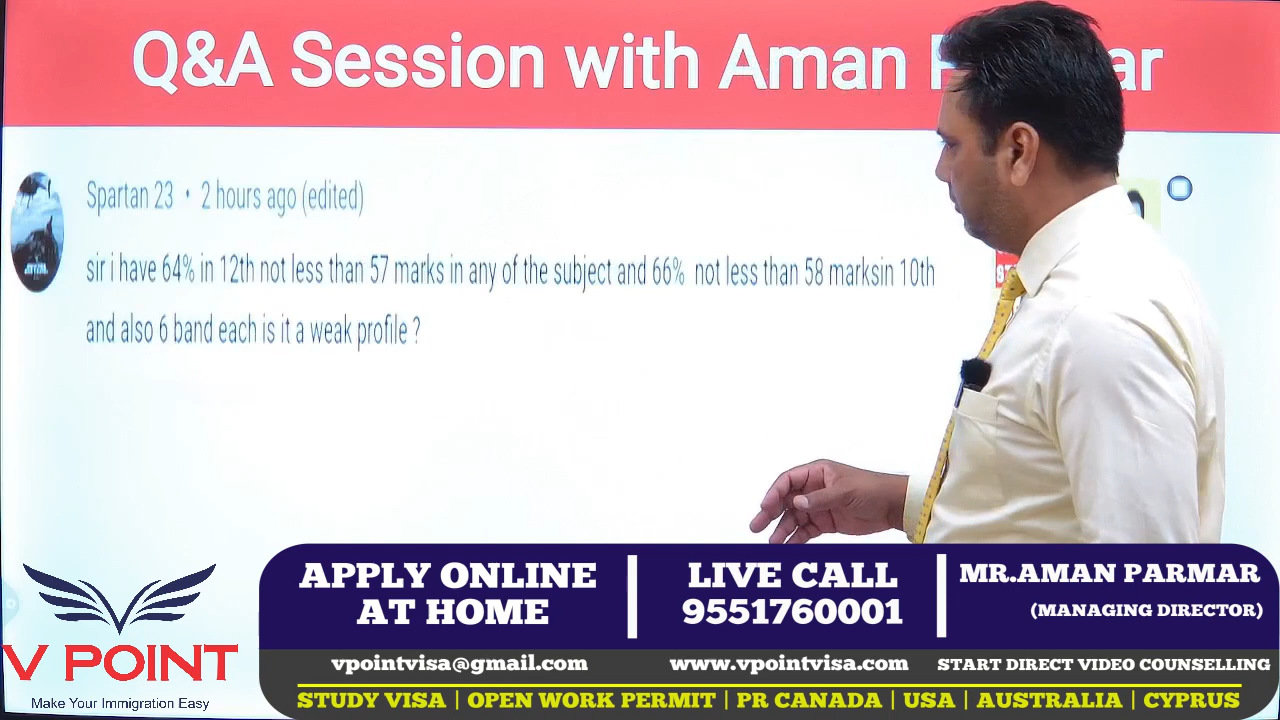 Q&A Session with Aman
Spartan 23 • 2 hours ago (edited)
sir i have 64% in 12th not less than 57 marks in any of the subject and 66% not less than 58 marksin 10th
and also 6 band each is it a weak profile ?
APPLY ONLINE
AT HOME
LIVE CALL
9551760001
MR.AMAN PARMAR
(MANAGING DIRECTOR)
V POINT
Make Your Immigration Easy
vpointvisa@gmail.com
www.vpointvisa.com
START DIRECT VIDEO COUNSELLING
STUDY VISA | OPEN WORK PERMIT | PR CANADA | USA | AUSTRALIA | CYPRUS